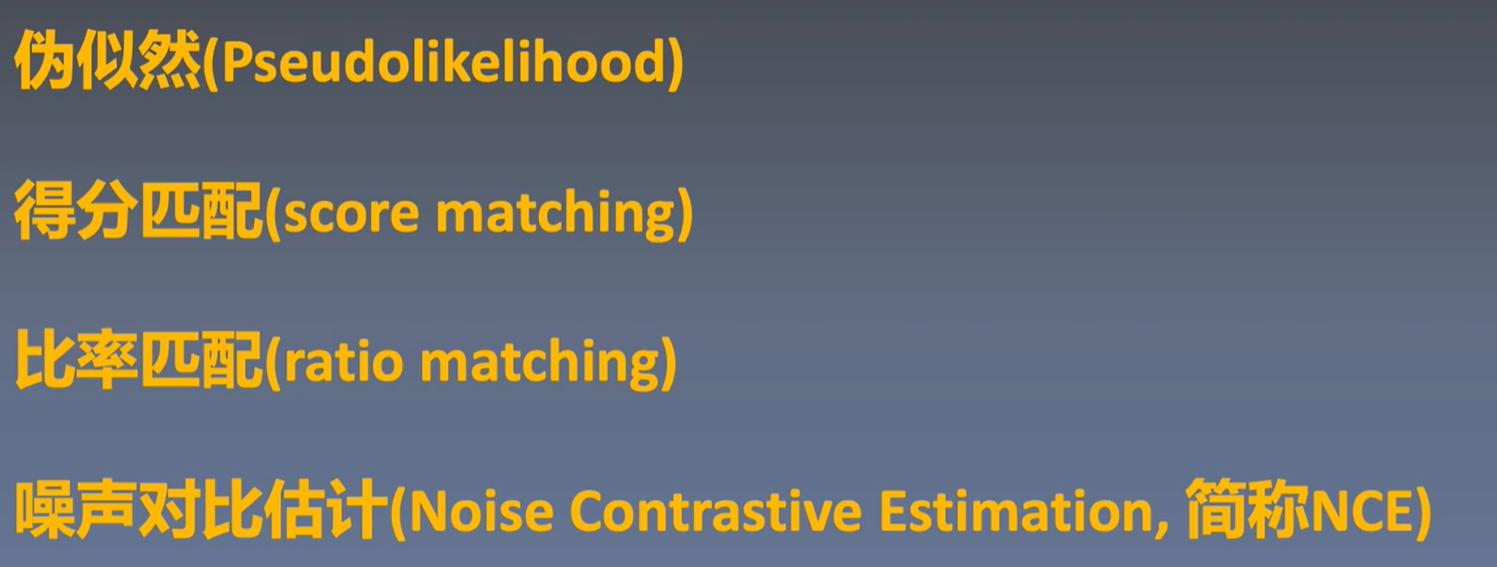 伪似然(Pseudolikelihood)
得分匹配(score matching)
比率匹配(ratio matching)
噪声对比估计(Noise Contrastive Estimation, 简称NCE)